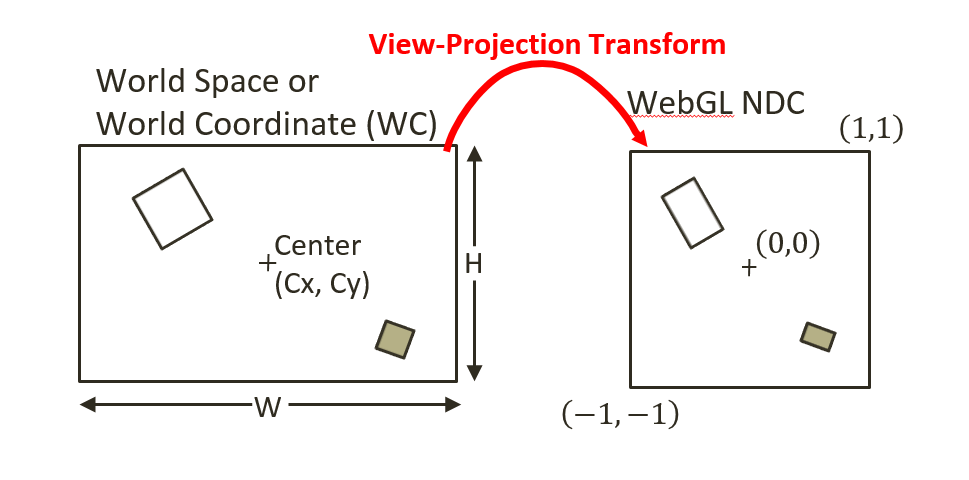 View-Projection Transform
World Space or
World Coordinate (WC)
WebGL NDC
(1,1)
Center
(Cx, Cy)
H
(0,0)
W
(−1,−1)